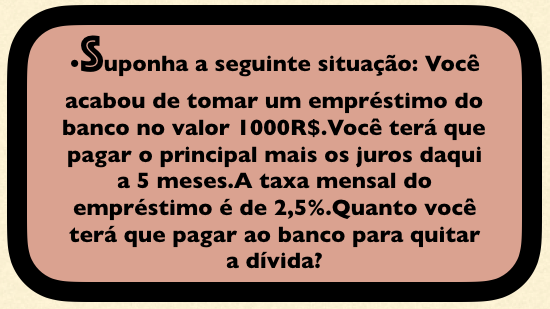 •Suponha a seguinte situação: Você
acabou de tomar um empréstimo do
banco no valor 1000R$.Você terá que
pagar o principal mais os juros daqui
a 5 meses.A taxa mensal do
empréstimo é de 2,5%.Quanto você
terá que pagar ao banco para quitar
a dívida?